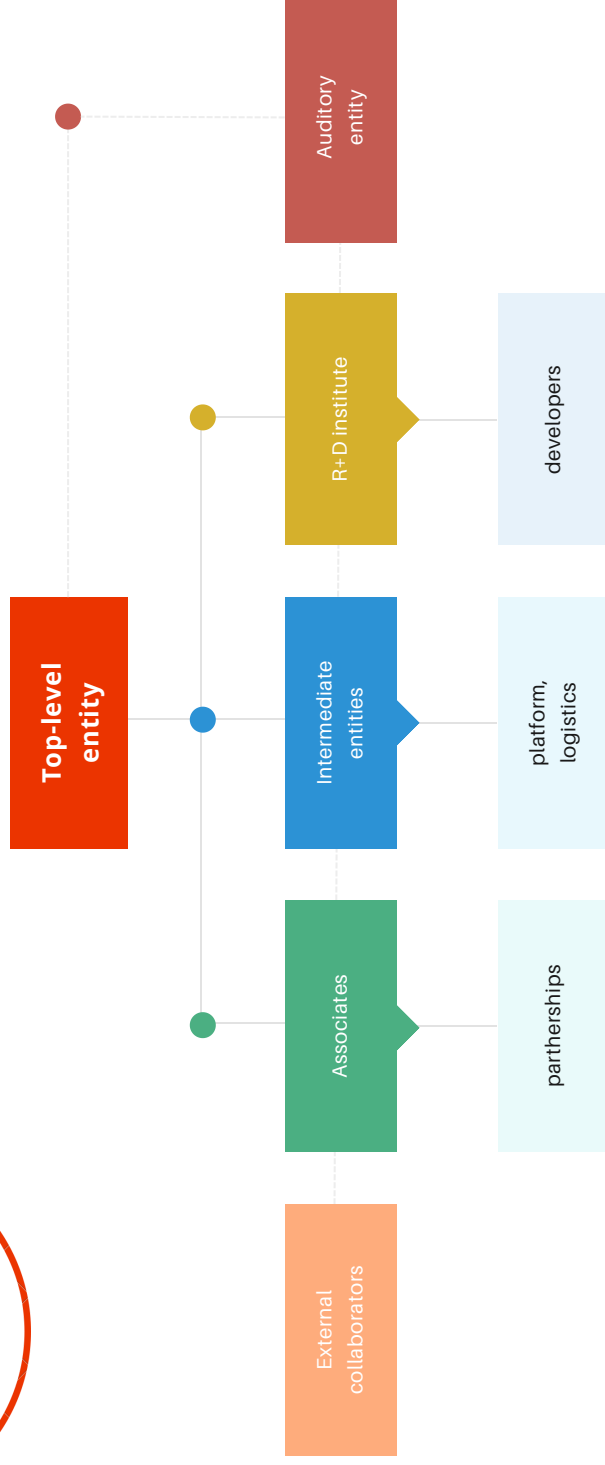 Top-level
entity
External
collaborators
Associates
Intermediate
entities
R+D institute
Auditory
entity
partherships
platform,
logistics
developers